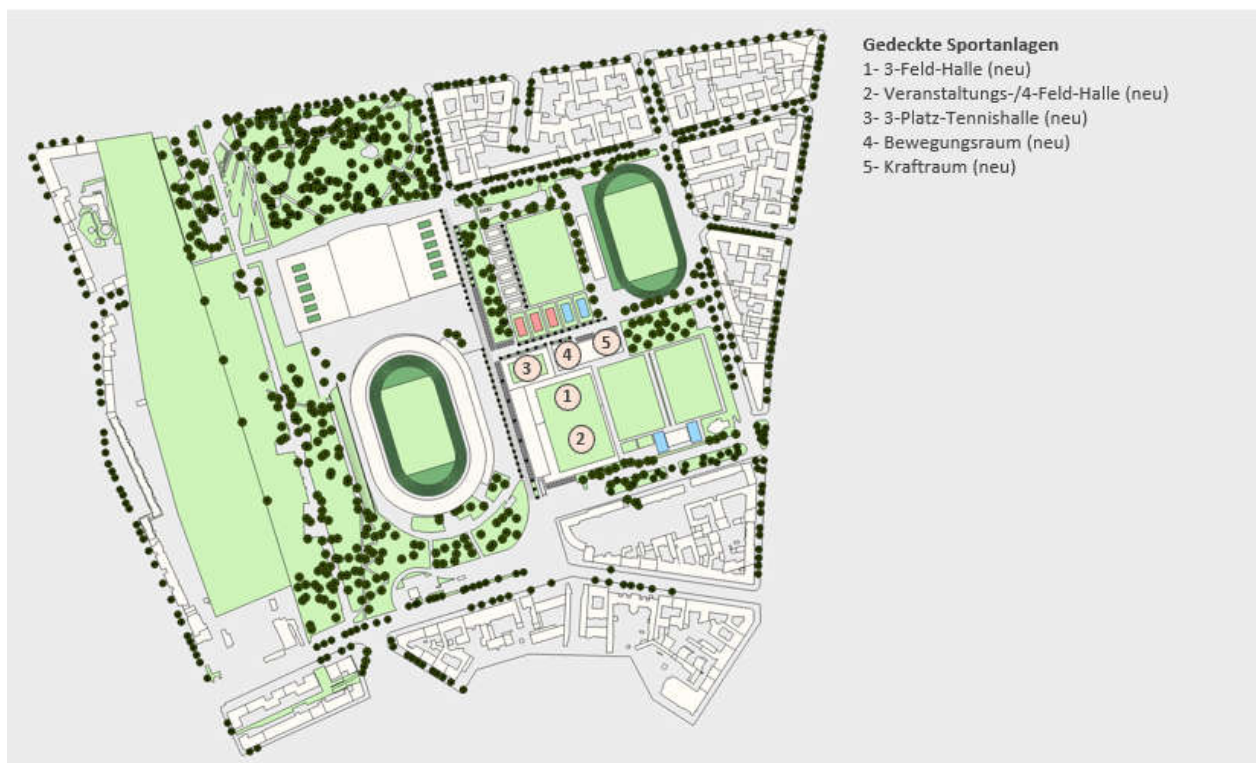 Gedeckte Sportanlagen
1- 3-Feld-Halle (neu)
2- Veranstaltungs-/4-Feld-Halle (neu)
3- 3-Platz-Tennishalle (neu)
4- Bewegungsraum (neu)
5- Kraftraum (neu)
5
4
3
1
2